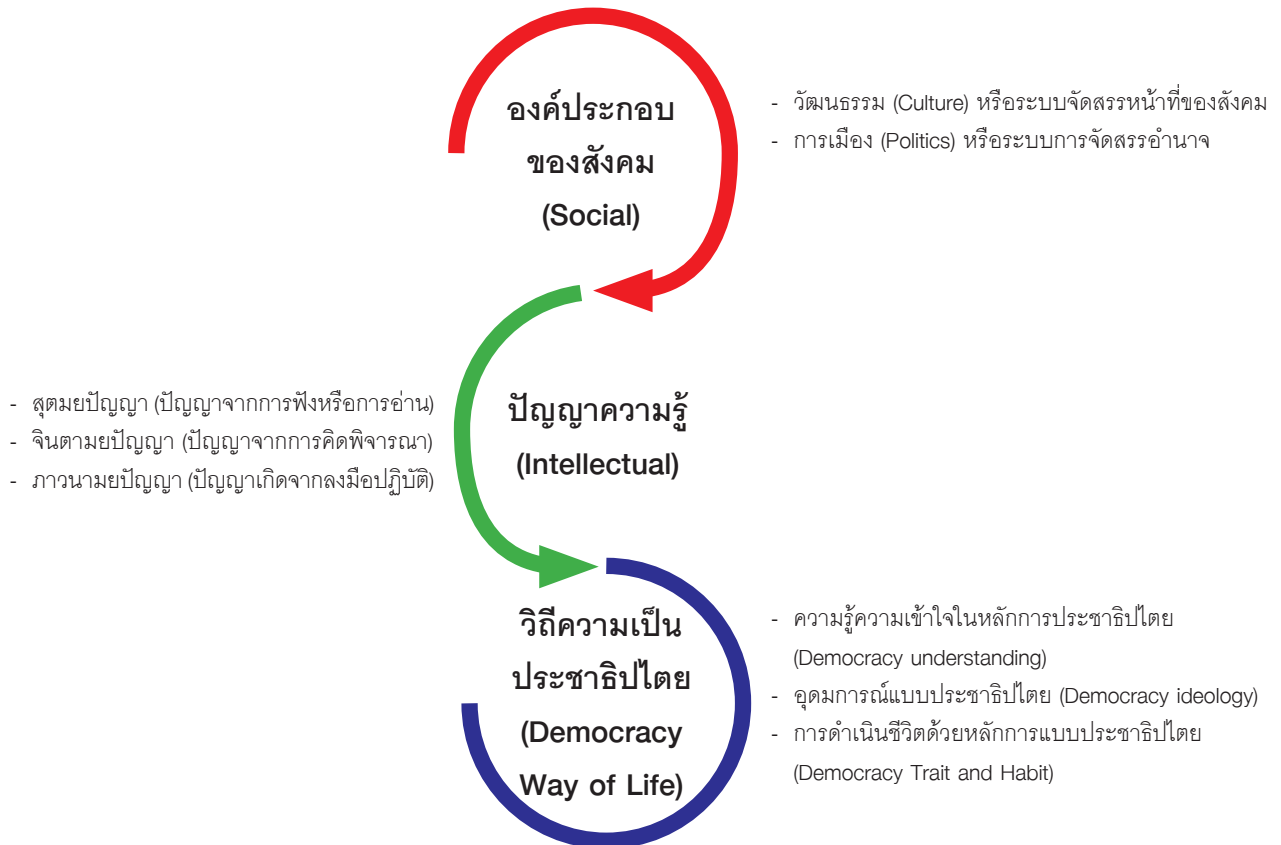 องค์ประกอบ
ของสังคม
(Social)
- วัฒนธรรม (Culture) หรือระบบจัดสรรหน้าที่ของสังคม
- การเมือง (Politics) หรือระบบการจัดสรรอำนาจ
- สุตมยปัญญา (ปัญญาจากการฟังหรือการอ่าน)
- จินตามยปัญญา (ปัญญาจากการคิดพิจารณา)
- ภาวนามยปัญญา (ปัญญาเกิดจากลงมือปฏิบัติ)
ปัญญาความรู้
(Intellectual)
วิถีความเป็น
ประชาธิปไตย
(Democracy
Way of Life)
- ความรู้ความเข้าใจในหลักการประชาธิปไตย
(Democracy understanding)
- อุดมการณ์แบบประชาธิปไตย (Democracy ideology)
- การดำเนินชีวิตด้วยหลักการแบบประชาธิปไตย
(Democracy Trait and Habit)